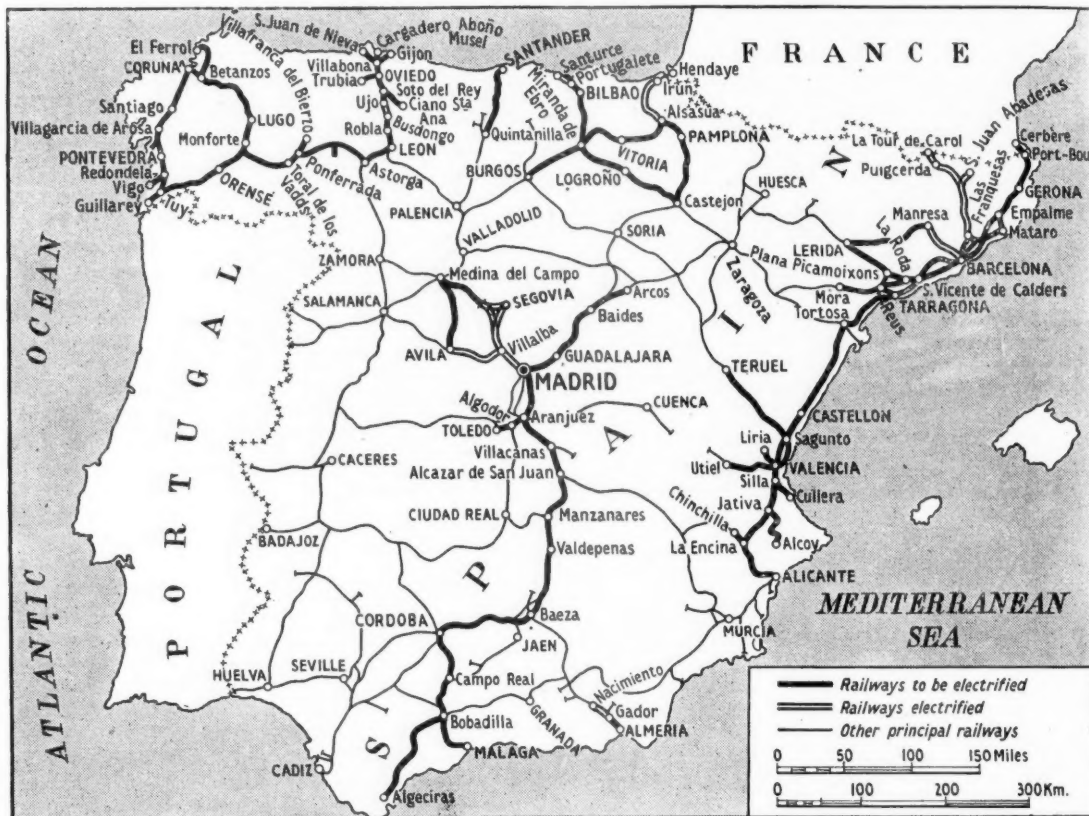 S. Juan de Nieva
Cargadero Aboño
Musel
Gijon
El Ferrol
CORUNA
Betanzos
Villafranca del Bierzo
Villabona
Trubia
OVIEDO
Soto del Rey
Ciano Sta
Ana
Ujo
Busdongo
Robla
LEON
SANTANDER
Santurce
Portugalete
BILBAO
Miranda de
Ebro
Hendaye
Irun
Alsasua
FRANCE
Santiago
Villagarcia de Arosa
PONTEVEDRA
Redondela
Vigo
Guillarey
Tuy
Monforte
LUGO
ORENSE
Toral de los
Vados
Ponferrada
Astorga
Quintanilla
BURGOS
VITORIA
LOGROÑO
PAMPLONA
Castejon
PALENCIA
VALLADOLID
SORIA
HUESCA
La Tour de Carol
Puigcerda
S. Juan Abadesas
Las
Franquesas
Cerbère
Port-Bou
GERONA
Empalme
Mataro
BARCELONA
Manresa
LERIDA
La Roda
Plana Picamoixons
S. Vicente de Calders
TARRAGONA
Reus
Mora
Tortosa
Zaragoza
ZAMORA
SALAMANCA
Medina del Campo
SEGOVIA
AVILA
Villalba
Arcos
Baides
GUADALAJARA
MADRID
TERUEL
CUENCA
Algodor
TOLEDO
Aranjuez
Villacanas
Alcazar de San Juan
CASTELLON
Sagunto
Liria
Utiel
VALENCIA
Silla
Cullera
Jativa
Chinchilla
La Encina
Alcoy
ALICANTE
CACERES
BADAJOZ
CIUDAD REAL
Manzanares
Valdepenas
Baeza
CORDOBA
JAEN
MURCIA
HUELVA
SEVILLE
Campo Real
Bobadilla
GRANADA
Nacimiento
Gador
ALMERIA
MALAGA
CADIZ
Algeciras
PORTUGAL
SPAIN
ATLANTIC OCEAN
MEDITERRANEAN
SEA
Railways to be electrified
Railways electrified
Other principal railways
0 50 100 150 Miles
0 100 200 300 Km.